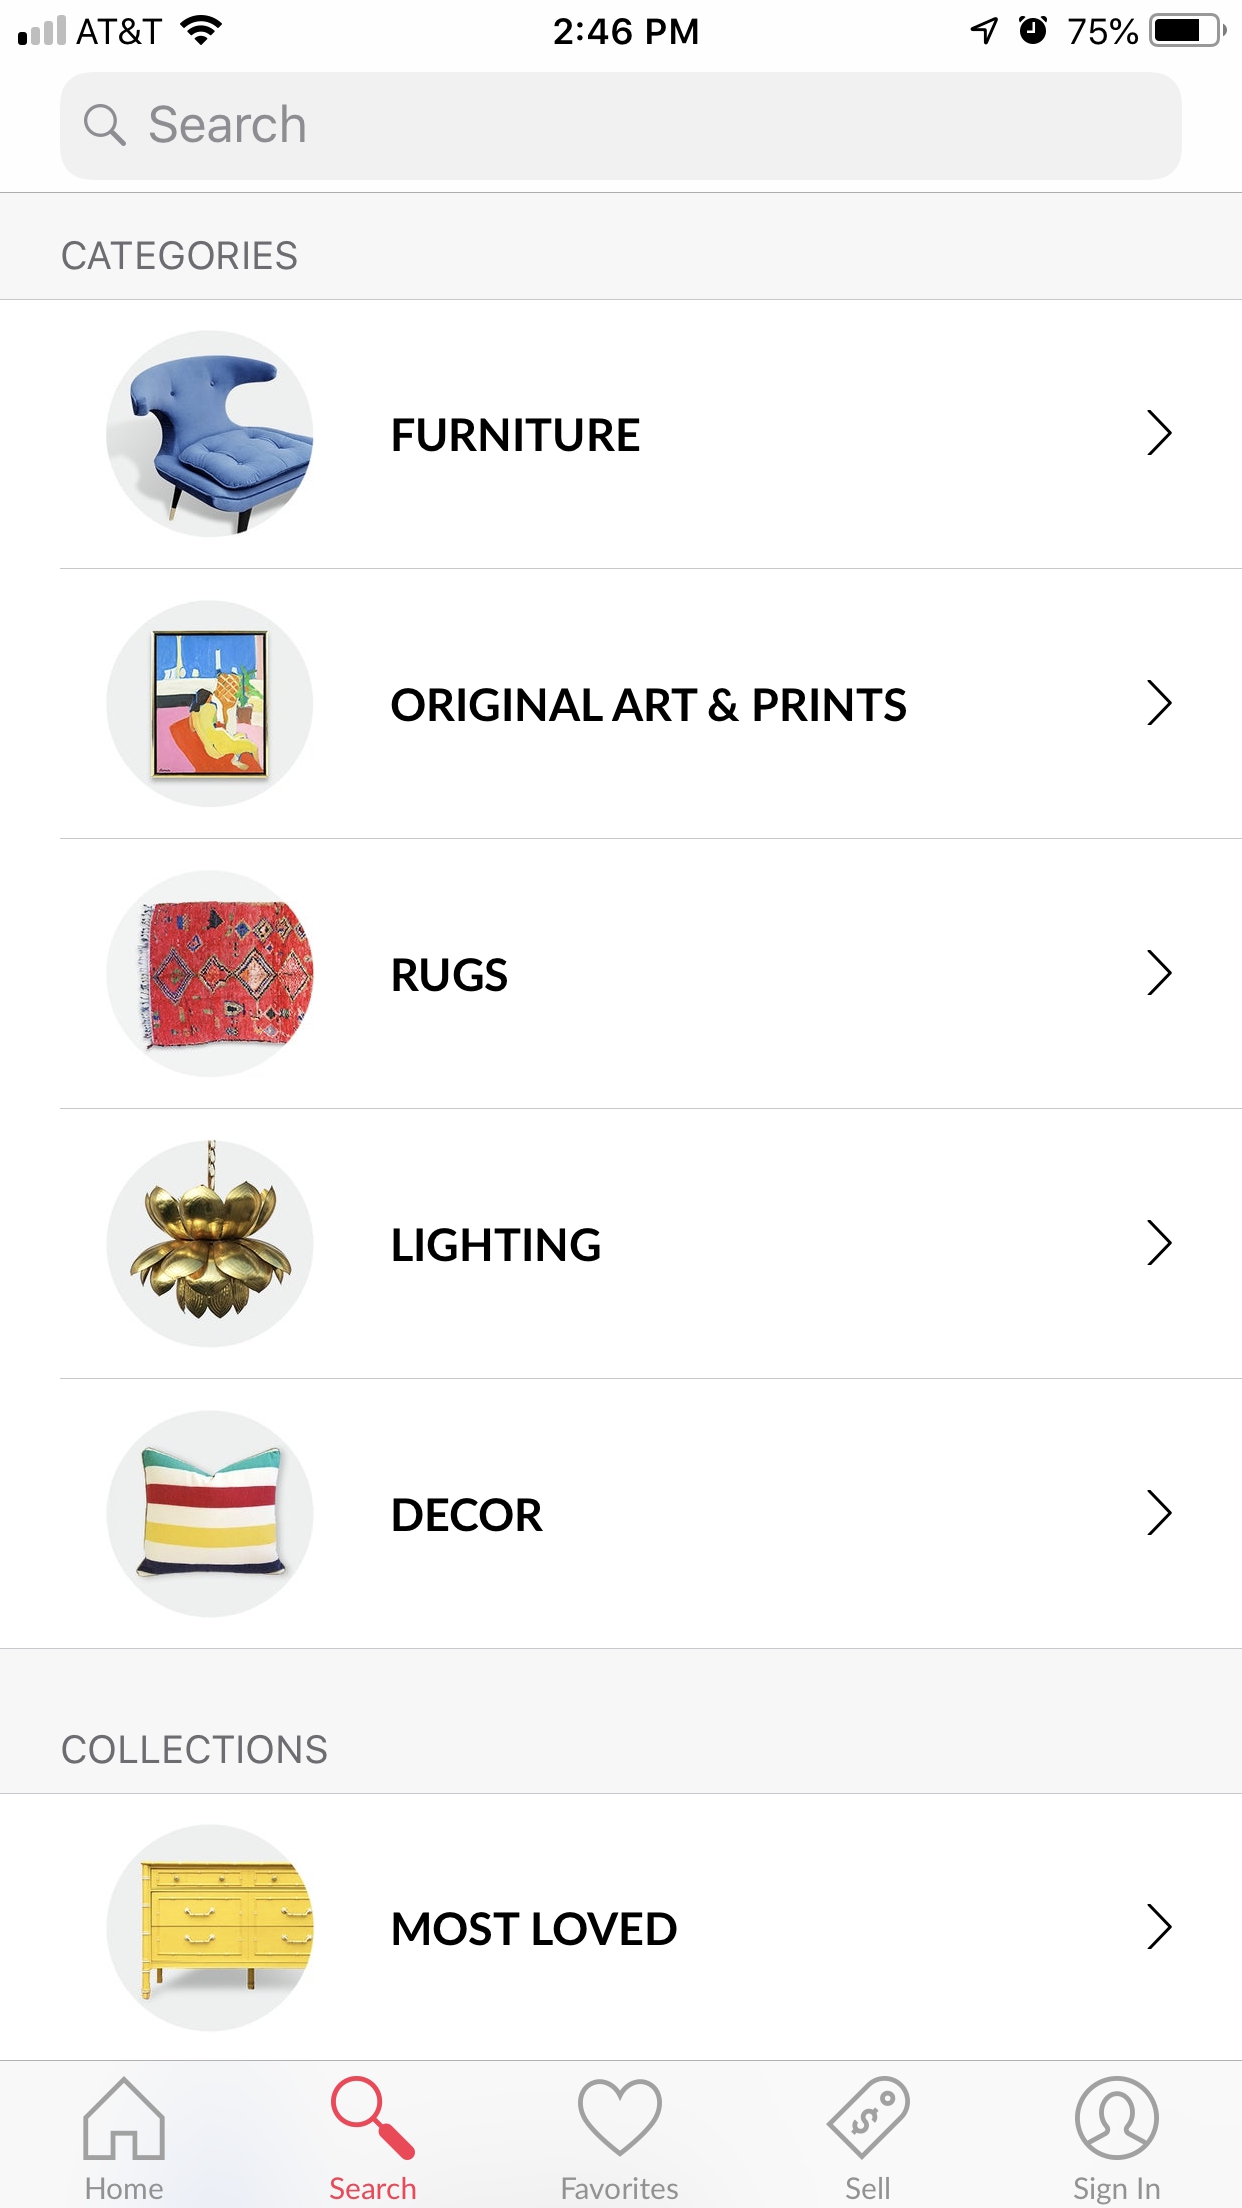 AT&T 2:46 PM 75%
Search
CATEGORIES
FURNITURE
ORIGINAL ART & PRINTS
RUGS
LIGHTING
DECOR
COLLECTIONS
MOST LOVED
Home Search Favorites Sell Sign In